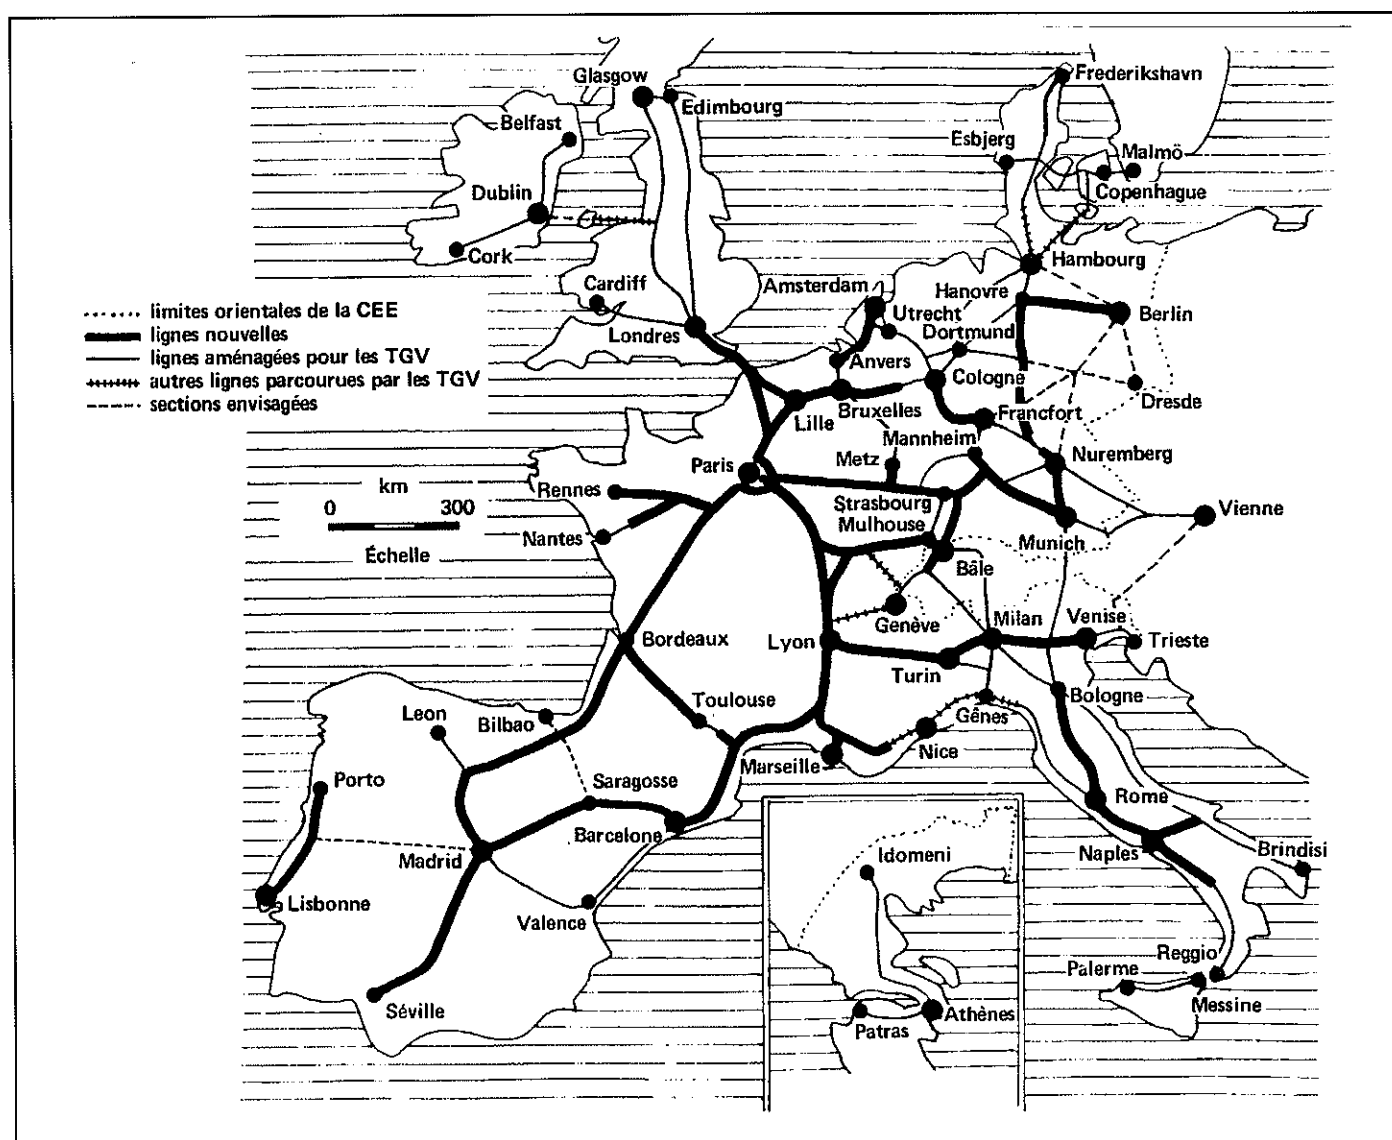 Glasgow
Edimbourg
Frederikshavn
Belfast
Esbjerg
Malmö
Copenhague
Dublin
Cork
Hambourg
Cardiff
Amsterdam
Hanovre
Utrecht
Berlin
Londres
Dortmund
limites orientales de la CEE
lignes nouvelles
lignes aménagées pour les TGV
autres lignes parcourues par les TGV
sections envisagées
Anvers
Cologne
Bruxelles
Dresde
Lille
Francfort
Mannheim
Paris
Metz
Nuremberg
Rennes
km
0 300
Échelle
Strasbourg
Mulhouse
Vienne
Nantes
Munich
Bâle
Genève
Milan
Venise
Bordeaux
Lyon
Trieste
Turin
Bologne
Toulouse
Leon
Bilbao
Gênes
Nice
Marseille
Porto
Saragosse
Rome
Barcelone
Madrid
Naples
Brindisi
Idomeni
Lisbonne
Valence
Reggio
Palerme
Messine
Séville
Patras
Athènes